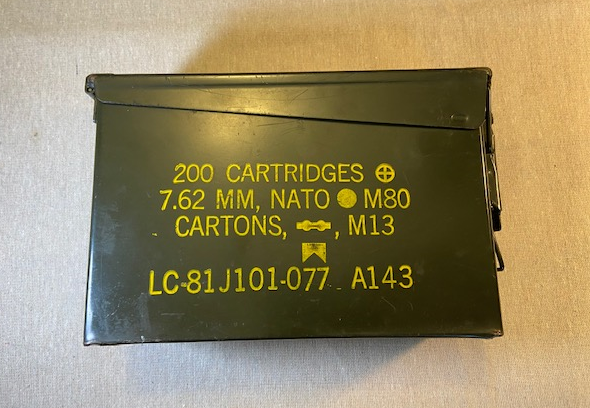 200 CARTRIDGES ⊕
7.62 MM, NATO ● M80
CARTONS, , M13
LC-81J101-077 A143